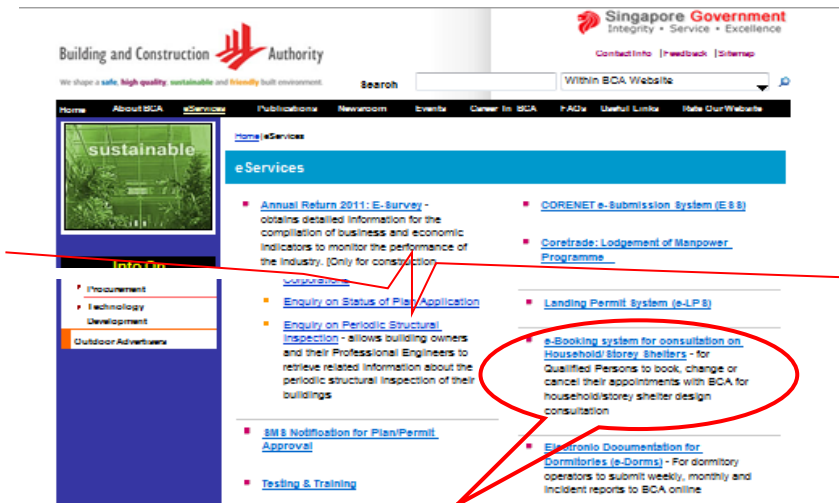 Singapore Government
Integrity • Service • Excellence
Building and Construction Authority
Contact Info | Feedback | Sitemap
We shape a safe, high quality, sustainable and friendly built environment.
Search
Within BCA Website
Home About BCA eServices Publications Newsroom Events Career In BCA FAQs Useful Links Rate Our Website
sustainable
Home | eServices
eServices
Annual Return 2011: E-Survey -
obtains detailed information for the
compilation of business and economic
indicators to monitor the performance of
the industry. [Only for construction
CORENET e-Submission System (ESS)
Coretrade: Lodgement of Manpower
Programme
Info On
Procurement
Technology
Development
Outdoor Advertisers
Corporations
Enquiry on Status of Plan Application
Enquiry on Periodic Structural
Inspection - allows building owners
and their Professional Engineers to
retrieve related information about the
periodic structural inspection of their
buildings
SMS Notification for Plan/Permit
Approval
Testing & Training
Landing Permit System (e-LPS)
e-Booking system for consultation on
Household/Storey Shelters - for
Qualified Persons to book, change or
cancel their appointments with BCA for
household/storey shelter design
consultation
Electronic Documentation for
Dormitories (e-Dorms) - For dormitory
operators to submit weekly, monthly and
incident reports to BCA online